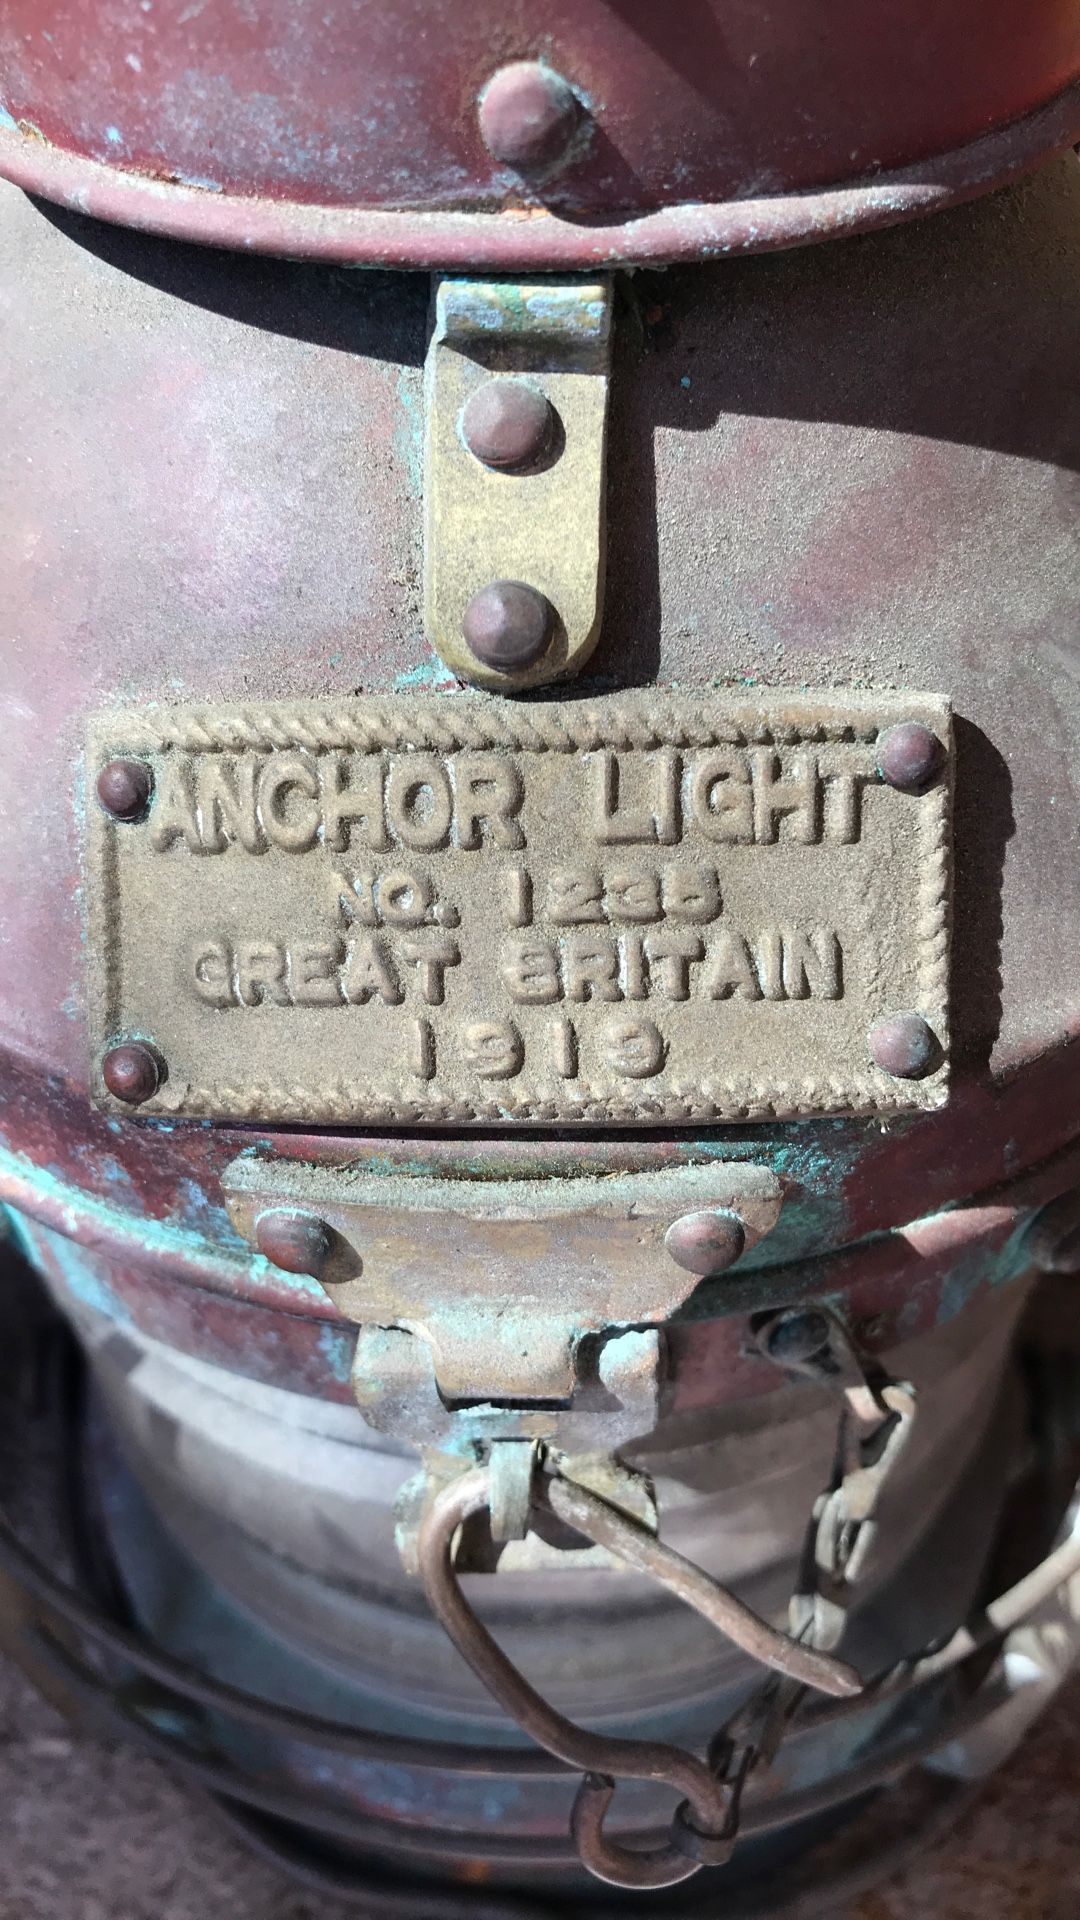 ANCHOR LIGHT
NO. 1235
GREAT BRITAIN
1919